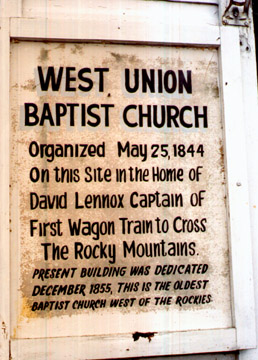 WEST UNION
BAPTIST CHURCH
Organized May 25, 1844
On this Site in the Home of
David Lennox Captain of
First Wagon Train to Cross
The Rocky Mountains.
PRESENT BUILDING WAS DEDICATED
DECEMBER 1855, THIS IS THE OLDEST
BAPTIST CHURCH WEST OF THE ROCKIES.